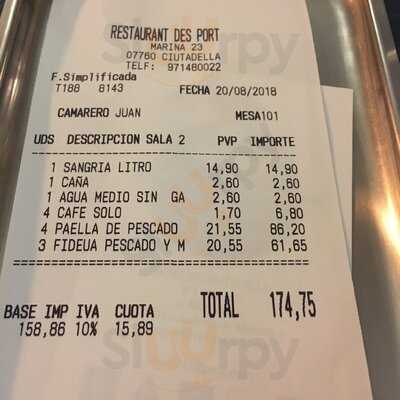 RESTAURANT DES PORT
MARINA 23
07760 CIUTADELLA
TELF: 971480022
F.Simplificada
T188 8143 FECHA 20/08/2018
CAMARERO JUAN MESA101
UDS DESCRIPCION SALA 2 PVP IMPORTE
1 SANGRIA LITRO 14,90 14,90
1 CAÑA 2,60 2,60
1 AGUA MEDIO SIN GA 2,60 2,60
4 CAFE SOLO 1,70 6,80
4 PAELLA DE PESCADO 21,55 86,20
3 FIDEUA PESCADO Y M 20,55 61,65
BASE IMP IVA CUOTA TOTAL 174,75
158,86 10% 15,89
sluurpy
sluurpy
sluurpy